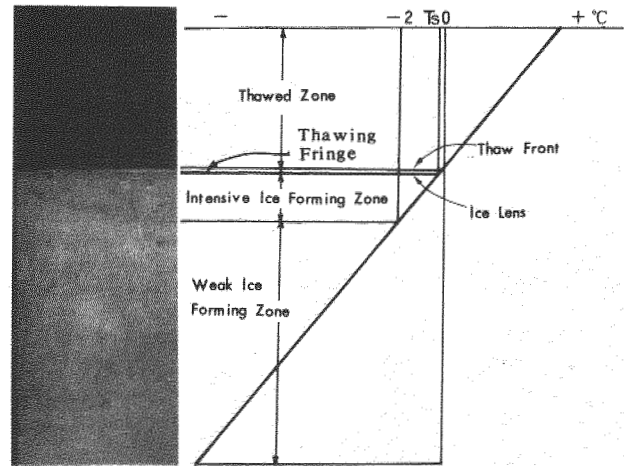 − −2 Ts 0 + °C
Thawed Zone
Thawing
Fringe
Thaw Front
Intensive Ice Forming Zone
Ice Lens
Weak Ice
Forming Zone